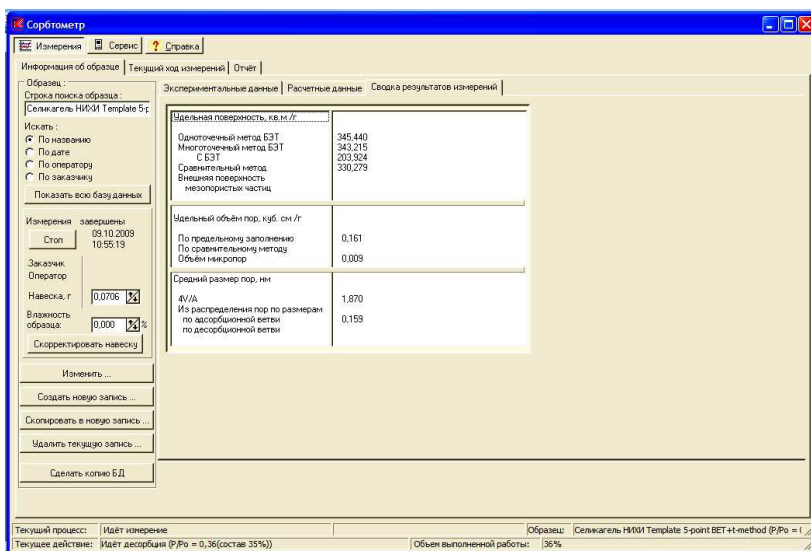 Сорбтометр
Измерения Сервис Справка
Информация об образце Текущий ход измерений Отчёт
Образец :
Строка поиска образца :
Селикагель НИХИ Template 5-р
Искать :
По названию
По дате
По оператору
По заказчику
Показать всю базу данных
Измерения завершены
Стоп 09.10.2009
10:55:19
Заказчик
Оператор
Навеска, г 0,0706
Влажность
образца: 0,000 %
Скорректировать навеску
Изменить ...
Создать новую запись ...
Скопировать в новую запись ...
Удалить текущую запись ...
Сделать копию БД
Экспериментальные данные Расчетные данные Сводка результатов измерений
Удельная поверхность, кв.м /г
Одноточечный метод БЭТ 345,440
Многоточечный метод БЭТ 343,215
С БЭТ 203,924
Сравнительный метод 330,279
Внешняя поверхность
мезопористых частиц
Удельный объём пор, куб. см /г
По предельному заполнению 0,161
По сравнительному методу
Объём микропор 0,009
Средний размер пор, нм
4V/A 1,870
Из распределения пор по размерам
по адсорбционной ветви 0,159
по десорбционной ветви
Текущий процесс: Идёт измерение Образец: Селикагель НИХИ Template 5-point BET+t-method (P/Po = (
Текущее действие: Идёт десорбция (P/Po = 0,36(состав 35%)) Объем выполненной работы: 36%